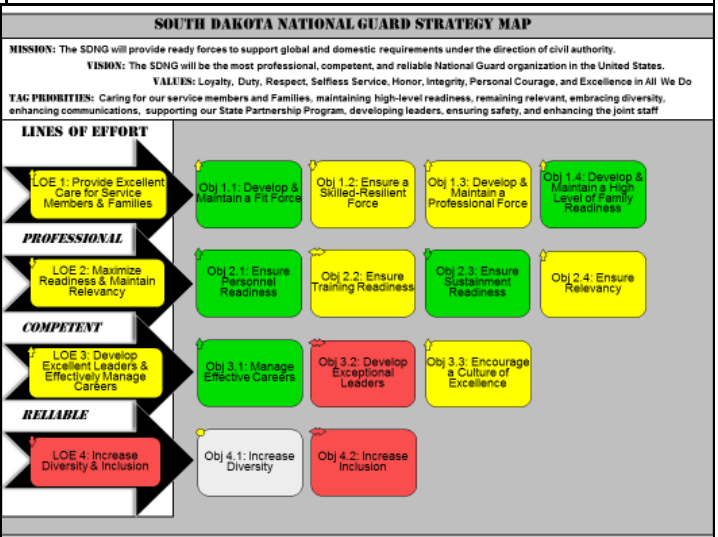 SOUTH DAKOTA NATIONAL GUARD STRATEGY MAP
MISSION: The SDNG will provide ready forces to support global and domestic requirements under the direction of civil authority.
VISION: The SDNG will be the most professional, competent, and reliable National Guard organization in the United States.
VALUES: Loyalty, Duty, Respect, Selfless Service, Honor, Integrity, Personal Courage, and Excellence in All We Do
TAG PRIORITIES: Caring for our service members and Families, maintaining high-level readiness, remaining relevant, embracing diversity,
enhancing communications, supporting our State Partnership Program, developing leaders, ensuring safety, and enhancing the joint staff
LINES OF EFFORT
LOE 1: Provide Excellent
Care for Service
Members & Families
Obj 1.1: Develop &
Maintain a Fit Force
Obj 1.2: Ensure a
Skilled-Resilient
Force
Obj 1.3: Develop &
Maintain a
Professional Force
Obj 1.4: Develop &
Maintain a High
Level of Family
Readiness
PROFESSIONAL
LOE 2: Maximize
Readiness & Maintain
Relevancy
Obj 2.1: Ensure
Personnel
Readiness
Obj 2.2: Ensure
Training Readiness
Obj 2.3: Ensure
Sustainment
Readiness
Obj 2.4: Ensure
Relevancy
COMPETENT
LOE 3: Develop
Excellent Leaders &
Effectively Manage
Careers
Obj 3.1: Manage
Effective Careers
Obj 3.2: Develop
Exceptional
Leaders
Obj 3.3: Encourage
a Culture of
Excellence
RELIABLE
LOE 4: Increase
Diversity & Inclusion
Obj 4.1: Increase
Diversity
Obj 4.2: Increase
Inclusion